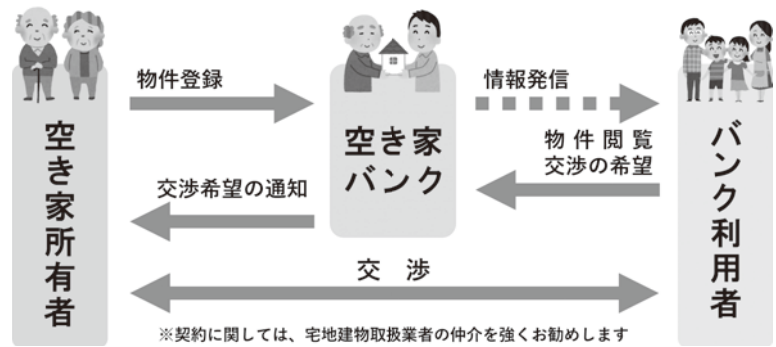 物件登録
情報発信
空き家所有者
空き家
バンク
バンク利用者
物件閲覧
交渉の希望
交渉希望の通知
交渉
※契約に関しては、宅地建物取扱業者の仲介を強くお勧めします